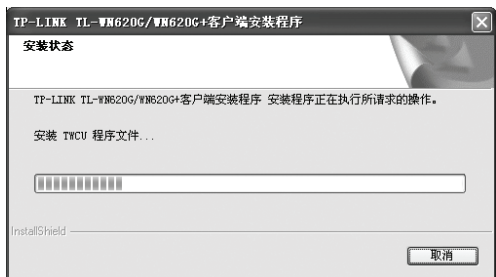 TP-LINK TL-WN620G/WN620G+客户端安装程序
安装状态
TP-LINK TL-WN620G/WN620G+客户端安装程序 安装程序正在执行所请求的操作。
安装 TWCU 程序文件...
InstallShield
取消